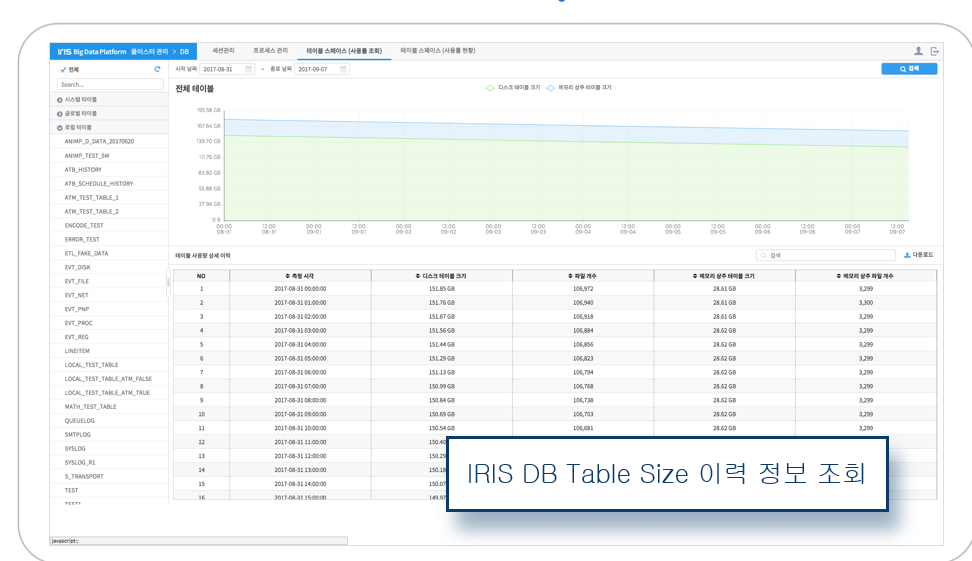 IRIS Big Data Platform 클러스터 관리 > DB 세션관리 프로세스 관리 테이블 스페이스 (사용률 조회) 테이블 스페이스 (사용률 현황)
전체 시작 날짜 2017-08-31 ~ 종료 날짜 2017-09-07 검색
Search...
전체 테이블 디스크 테이블 크기 메모리 상주 테이블 크기
시스템 테이블
글로벌 테이블
로컬 테이블
ANIMP_D_DATA_20170620
ANIMP_TEST_SM
ATB_HISTORY
ATB_SCHEDULE_HISTORY
ATM_TEST_TABLE_1
ATM_TEST_TABLE_2
ENCODE_TEST
ERROR_TEST
ETL_FAKE_DATA
EVT_DISK
EVT_FILE
EVT_NET
EVT_PNP
EVT_PROC
EVT_REG
LINEITEM
LOCAL_TEST_TABLE
LOCAL_TEST_TABLE_ATM_FALSE
LOCAL_TEST_TABLE_ATM_TRUE
MATH_TEST_TABLE
QUEUELOG
SMTPLOG
SYSLOG
SYSLOG_R1
S_TRANSPORT
TEST
TEST1
195.58 GB
167.64 GB
139.70 GB
111.76 GB
83.82 GB
55.88 GB
27.94 GB
0 B
00:00 12:00 00:00 12:00 00:00 12:00 00:00 12:00 00:00 12:00 00:00 12:00 00:00 12:00 00:00 12:00
08-31 08-31 09-01 09-01 09-02 09-02 09-03 09-03 09-04 09-04 09-05 09-05 09-06 09-06 09-07 09-07
테이블 사용량 상세 이력 검색 다운로드
NO 측정 시각 디스크 테이블 크기 파일 개수 메모리 상주 테이블 크기 메모리 상주 파일 개수
1 2017-08-31 00:00:00 151.85 GB 106,972 28.61 GB 3,299
2 2017-08-31 01:00:00 151.76 GB 106,940 28.61 GB 3,300
3 2017-08-31 02:00:00 151.67 GB 106,918 28.61 GB 3,299
4 2017-08-31 03:00:00 151.56 GB 106,884 28.62 GB 3,299
5 2017-08-31 04:00:00 151.44 GB 106,856 28.62 GB 3,299
6 2017-08-31 05:00:00 151.29 GB 106,823 28.62 GB 3,299
7 2017-08-31 06:00:00 151.13 GB 106,794 28.62 GB 3,299
8 2017-08-31 07:00:00 150.99 GB 106,768 28.62 GB 3,299
9 2017-08-31 08:00:00 150.84 GB 106,738 28.62 GB 3,299
10 2017-08-31 09:00:00 150.69 GB 106,703 28.62 GB 3,299
11 2017-08-31 10:00:00 150.54 GB 106,681 28.62 GB 3,299
12 2017-08-31 11:00:00 150.40
13 2017-08-31 12:00:00 150.29
14 2017-08-31 13:00:00 150.18
15 2017-08-31 14:00:00 150.07
16 2017-08-31 15:00:00 149.97
IRIS DB Table Size 이력 정보 조회
javascript:;